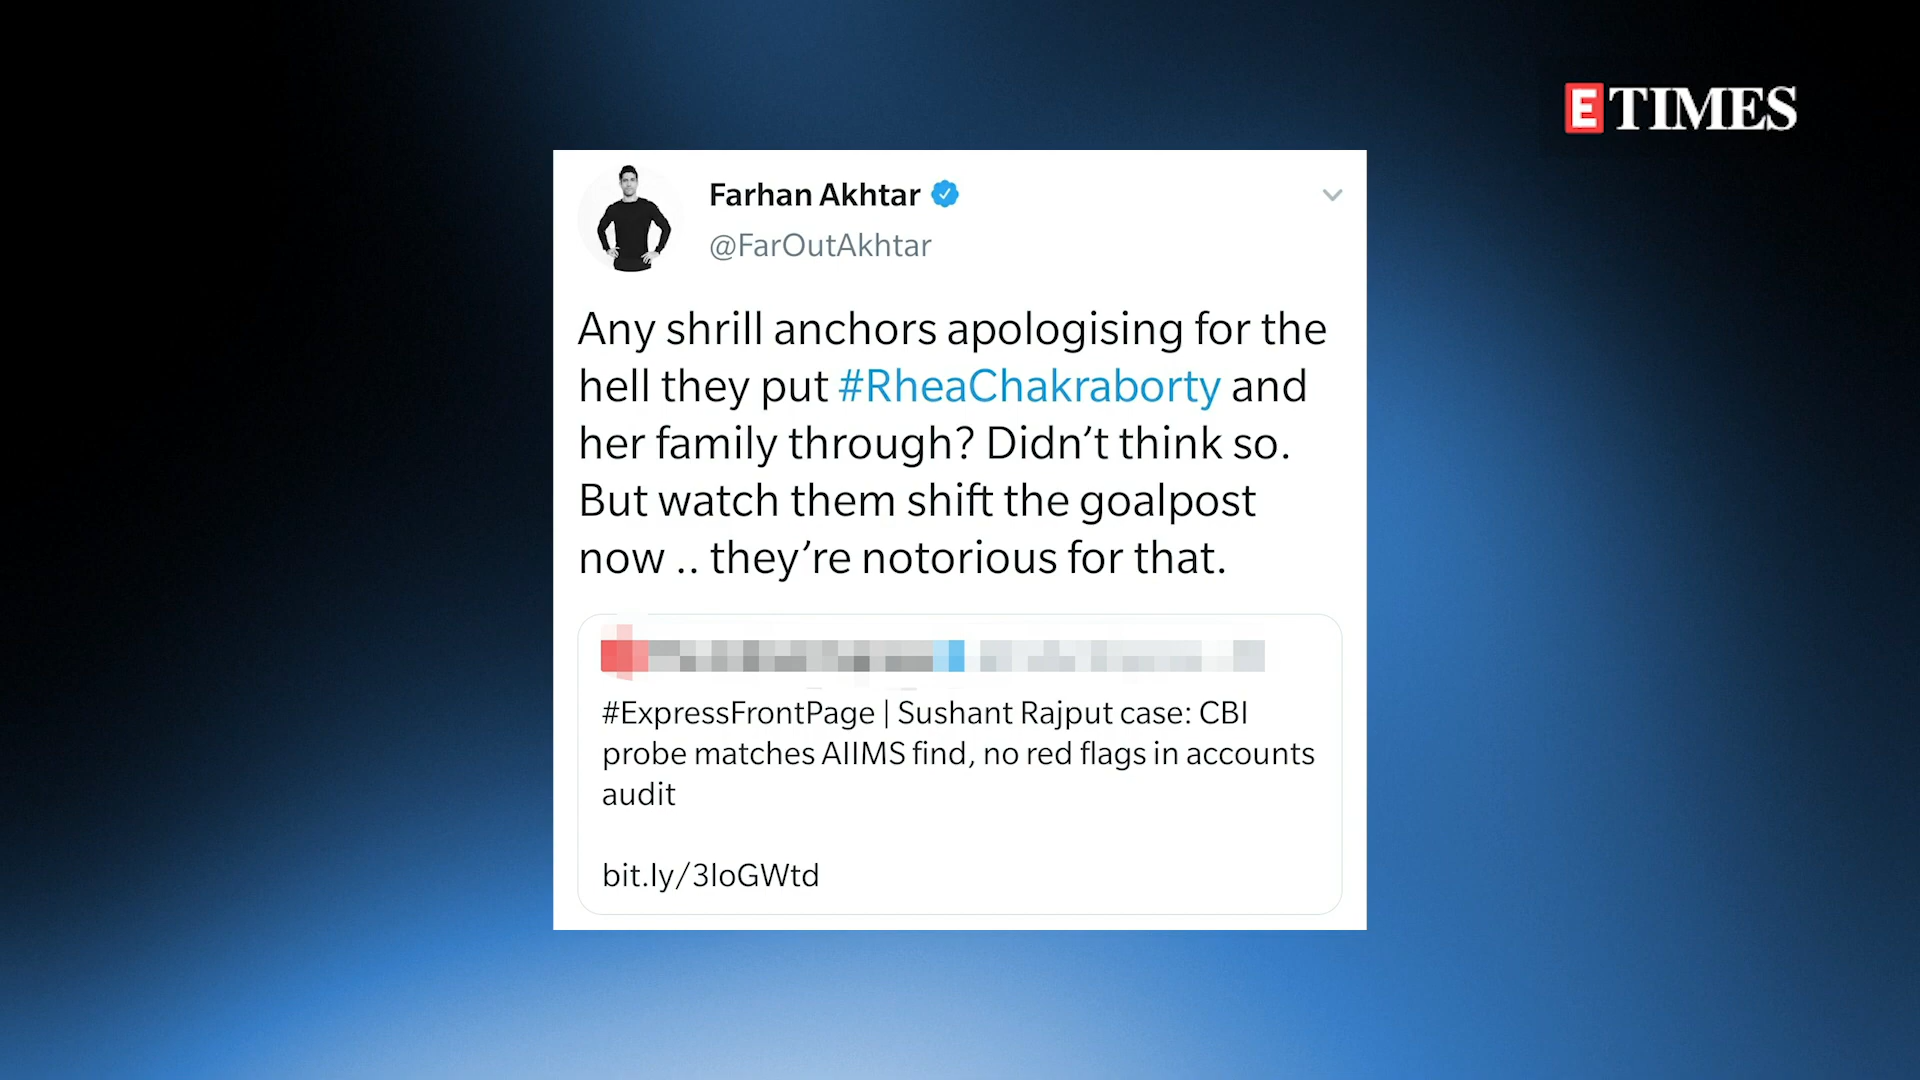 E TIMES
Farhan Akhtar
@FarOutAkhtar
Any shrill anchors apologising for the
hell they put #RheaChakraborty and
her family through? Didn’t think so.
But watch them shift the goalpost
now .. they’re notorious for that.
#ExpressFrontPage | Sushant Rajput case: CBI
probe matches AIIMS find, no red flags in accounts
audit
bit.ly/3loGWtd